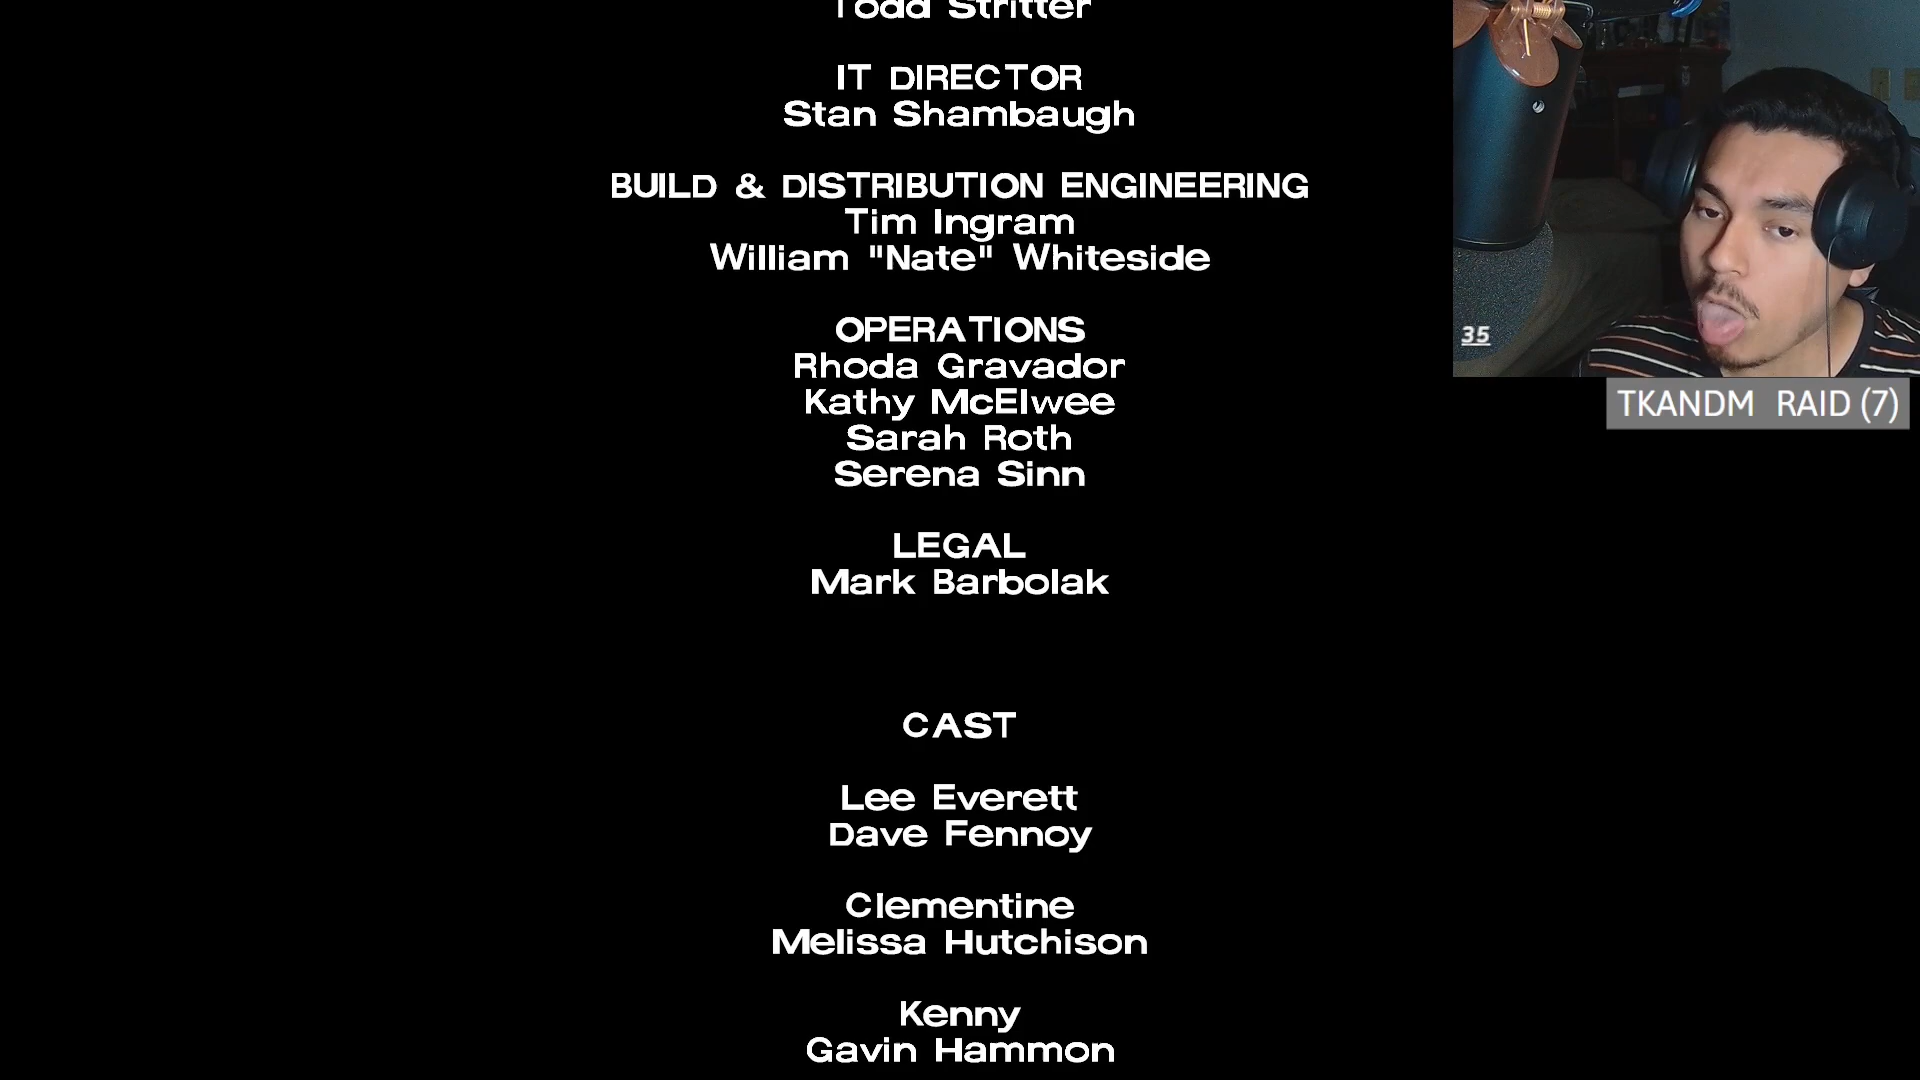 Todd Stritter
IT DIRECTOR
Stan Shambaugh
BUILD & DISTRIBUTION ENGINEERING
Tim Ingram
William "Nate" Whiteside
OPERATIONS
Rhoda Gravador
Kathy McElwee
Sarah Roth
Serena Sinn
LEGAL
Mark Barbolak
CAST
Lee Everett
Dave Fennoy
Clementine
Melissa Hutchison
Kenny
Gavin Hammon
35
TKANDM RAID (7)